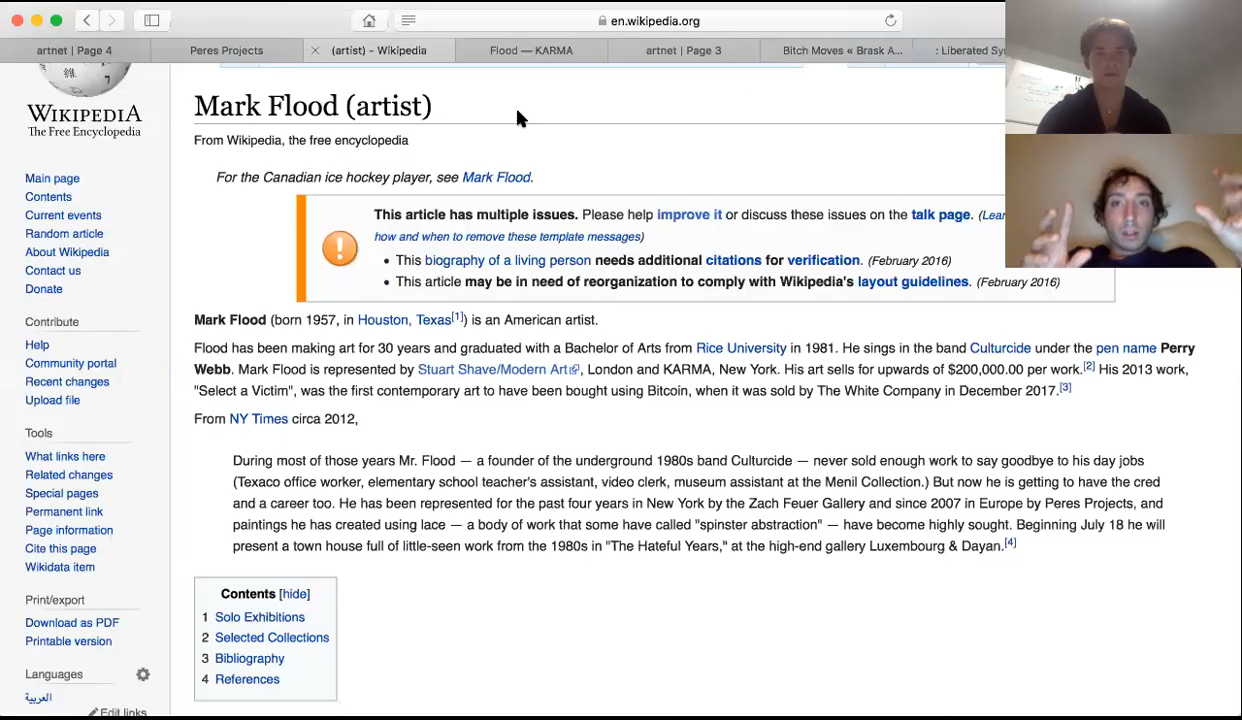 en.wikipedia.org
artnet | Page 4
Peres Projects
(artist) - Wikipedia
Flood — KARMA
artnet | Page 3
Bitch Moves « Brask A...
: Liberated Syn
WIKIPEDIA
The Free Encyclopedia
Main page
Contents
Current events
Random article
About Wikipedia
Contact us
Donate
Contribute
Help
Community portal
Recent changes
Upload file
Tools
What links here
Related changes
Special pages
Permanent link
Page information
Cite this page
Wikidata item
Print/export
Download as PDF
Printable version
Languages
العربية
Edit links
Mark Flood (artist)
From Wikipedia, the free encyclopedia
For the Canadian ice hockey player, see Mark Flood.
This article has multiple issues. Please help improve it or discuss these issues on the talk page. (Lear
how and when to remove these template messages)
• This biography of a living person needs additional citations for verification. (February 2016)
• This article may be in need of reorganization to comply with Wikipedia's layout guidelines. (February 2016)
Mark Flood (born 1957, in Houston, Texas[1]) is an American artist.
Flood has been making art for 30 years and graduated with a Bachelor of Arts from Rice University in 1981. He sings in the band Culturcide under the pen name Perry
Webb. Mark Flood is represented by Stuart Shave/Modern Art, London and KARMA, New York. His art sells for upwards of $200,000.00 per work.[2] His 2013 work,
"Select a Victim", was the first contemporary art to have been bought using Bitcoin, when it was sold by The White Company in December 2017.[3]
From NY Times circa 2012,
During most of those years Mr. Flood — a founder of the underground 1980s band Culturcide — never sold enough work to say goodbye to his day jobs
(Texaco office worker, elementary school teacher's assistant, video clerk, museum assistant at the Menil Collection.) But now he is getting to have the cred
and a career too. He has been represented for the past four years in New York by the Zach Feuer Gallery and since 2007 in Europe by Peres Projects, and
paintings he has created using lace — a body of work that some have called "spinster abstraction" — have become highly sought. Beginning July 18 he will
present a town house full of little-seen work from the 1980s in "The Hateful Years," at the high-end gallery Luxembourg & Dayan.[4]
Contents [hide]
1 Solo Exhibitions
2 Selected Collections
3 Bibliography
4 References